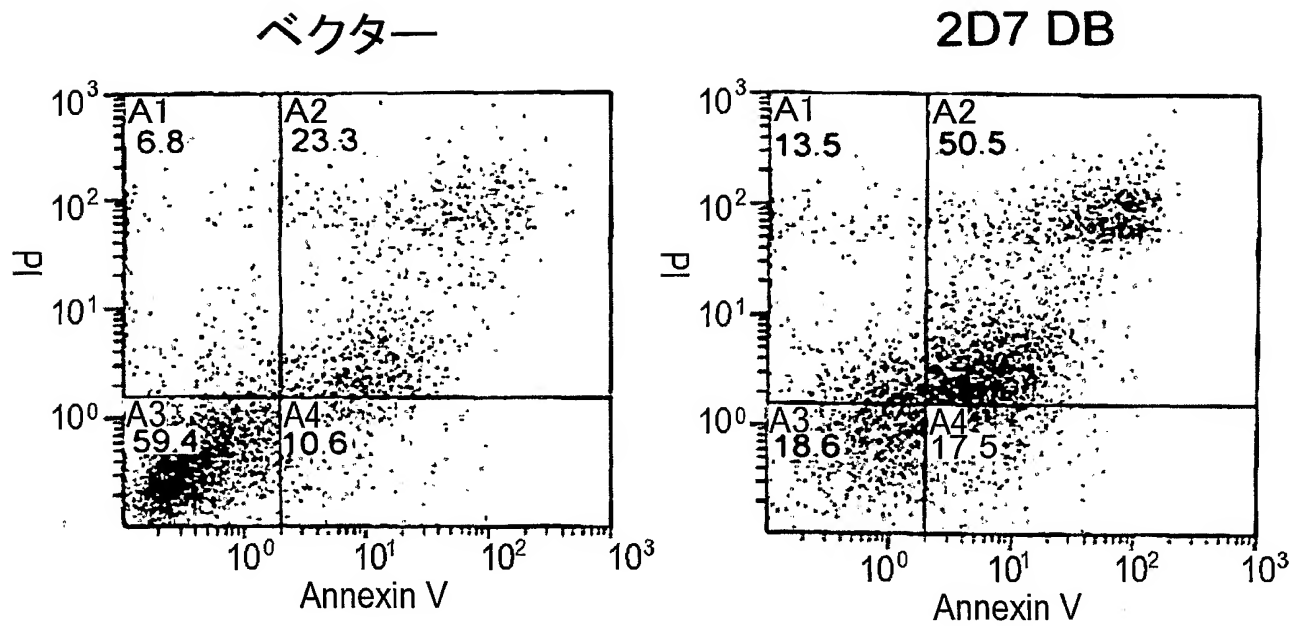 ベクター
10³
A1
6.8
A2
23.3
10²
PI
10¹
10⁰
A3
59.4
A4
10.6
10⁰
10¹
10²
10³
Annexin V
2D7 DB
10³
A1
13.5
A2
50.5
10²
PI
10¹
10⁰
A3
18.6
A4
17.5
10⁰
10¹
10²
10³
Annexin V